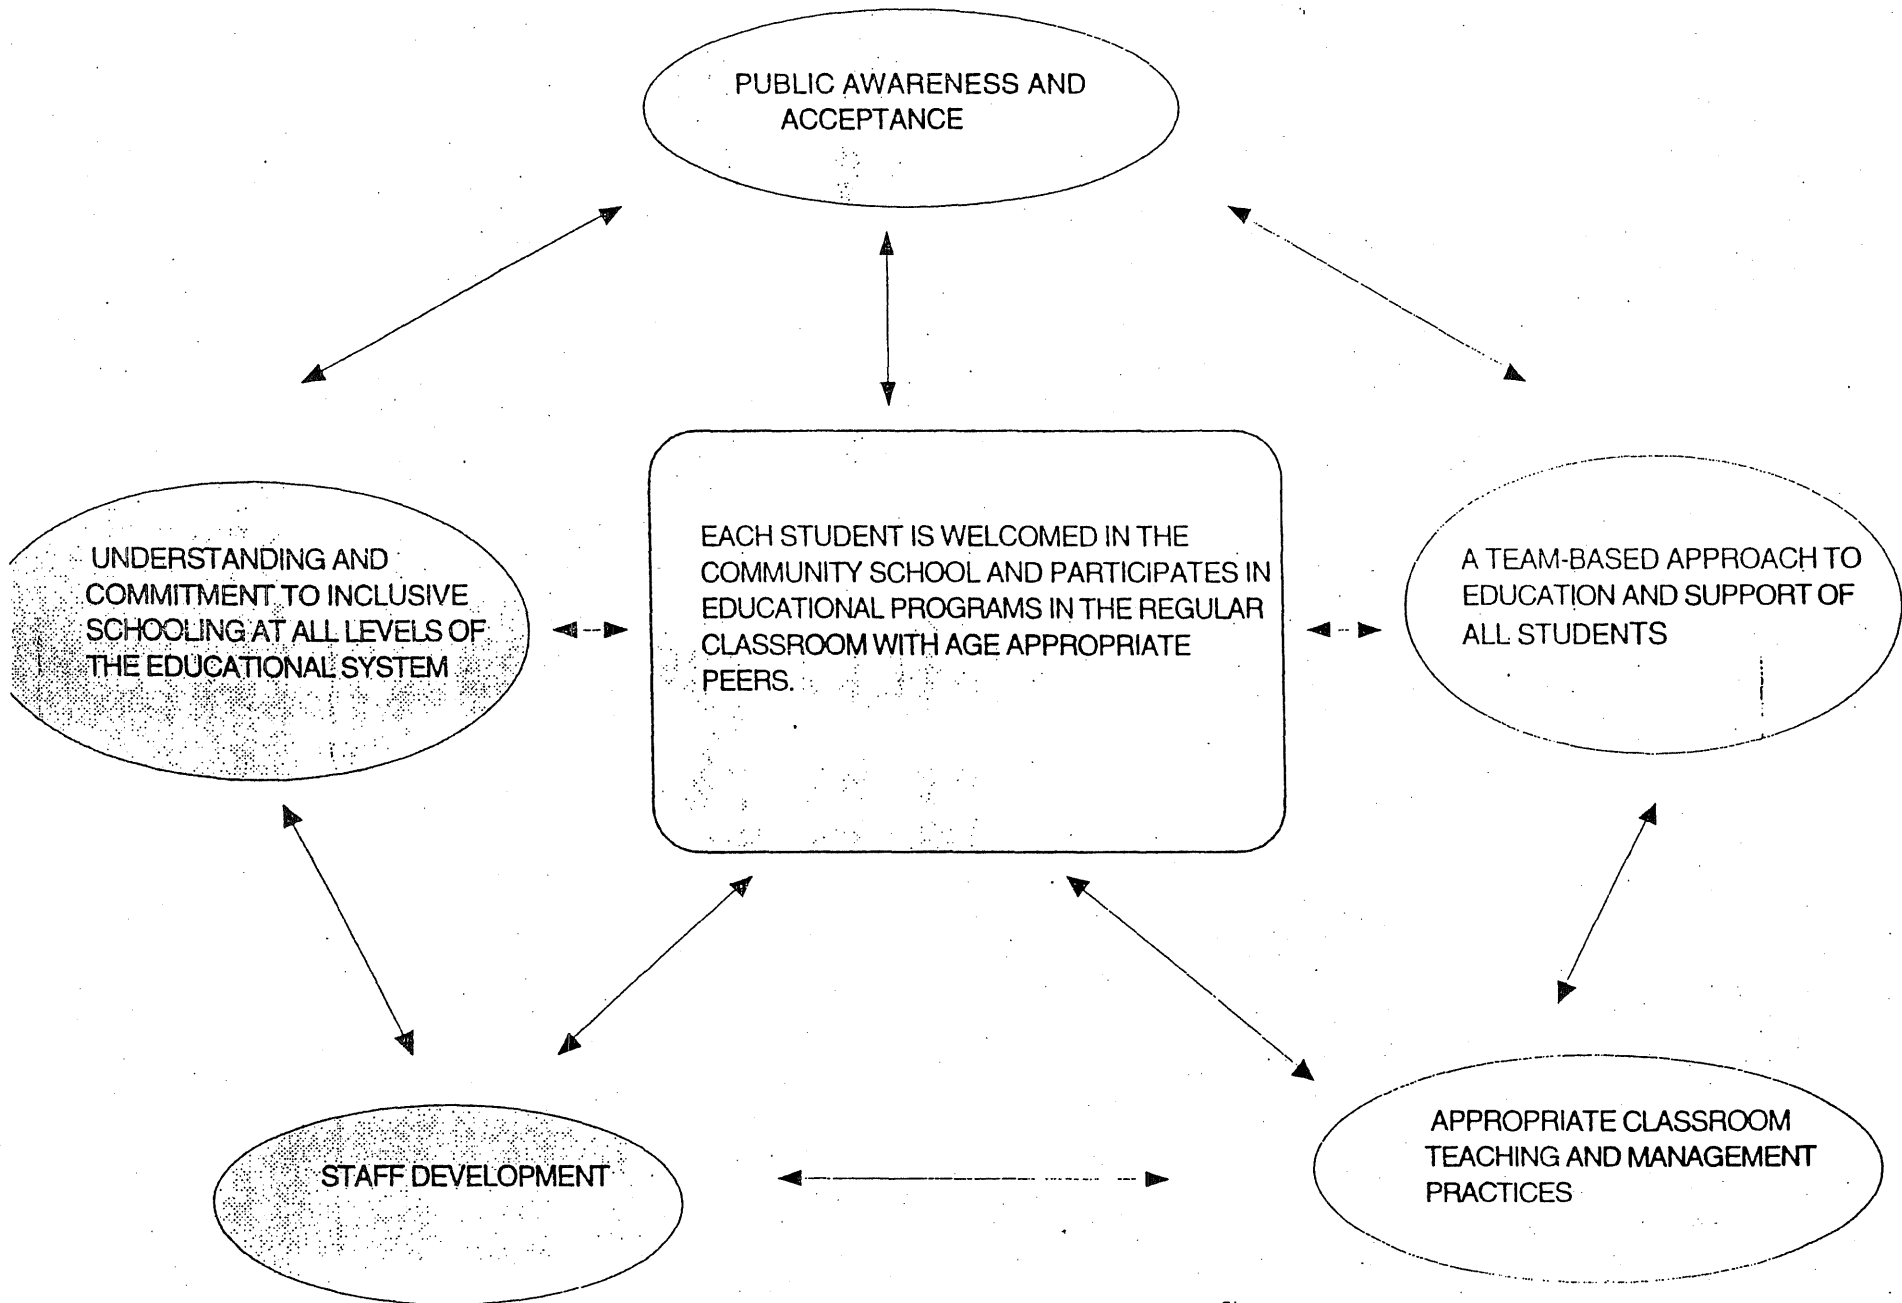 PUBLIC AWARENESS AND
ACCEPTANCE
UNDERSTANDING AND
COMMITMENT TO INCLUSIVE
SCHOOLING AT ALL LEVELS OF
THE EDUCATIONAL SYSTEM
EACH STUDENT IS WELCOMED IN THE
COMMUNITY SCHOOL AND PARTICIPATES IN
EDUCATIONAL PROGRAMS IN THE REGULAR
CLASSROOM WITH AGE APPROPRIATE
PEERS.
A TEAM-BASED APPROACH TO
EDUCATION AND SUPPORT OF
ALL STUDENTS
STAFF DEVELOPMENT
APPROPRIATE CLASSROOM
TEACHING AND MANAGEMENT
PRACTICES